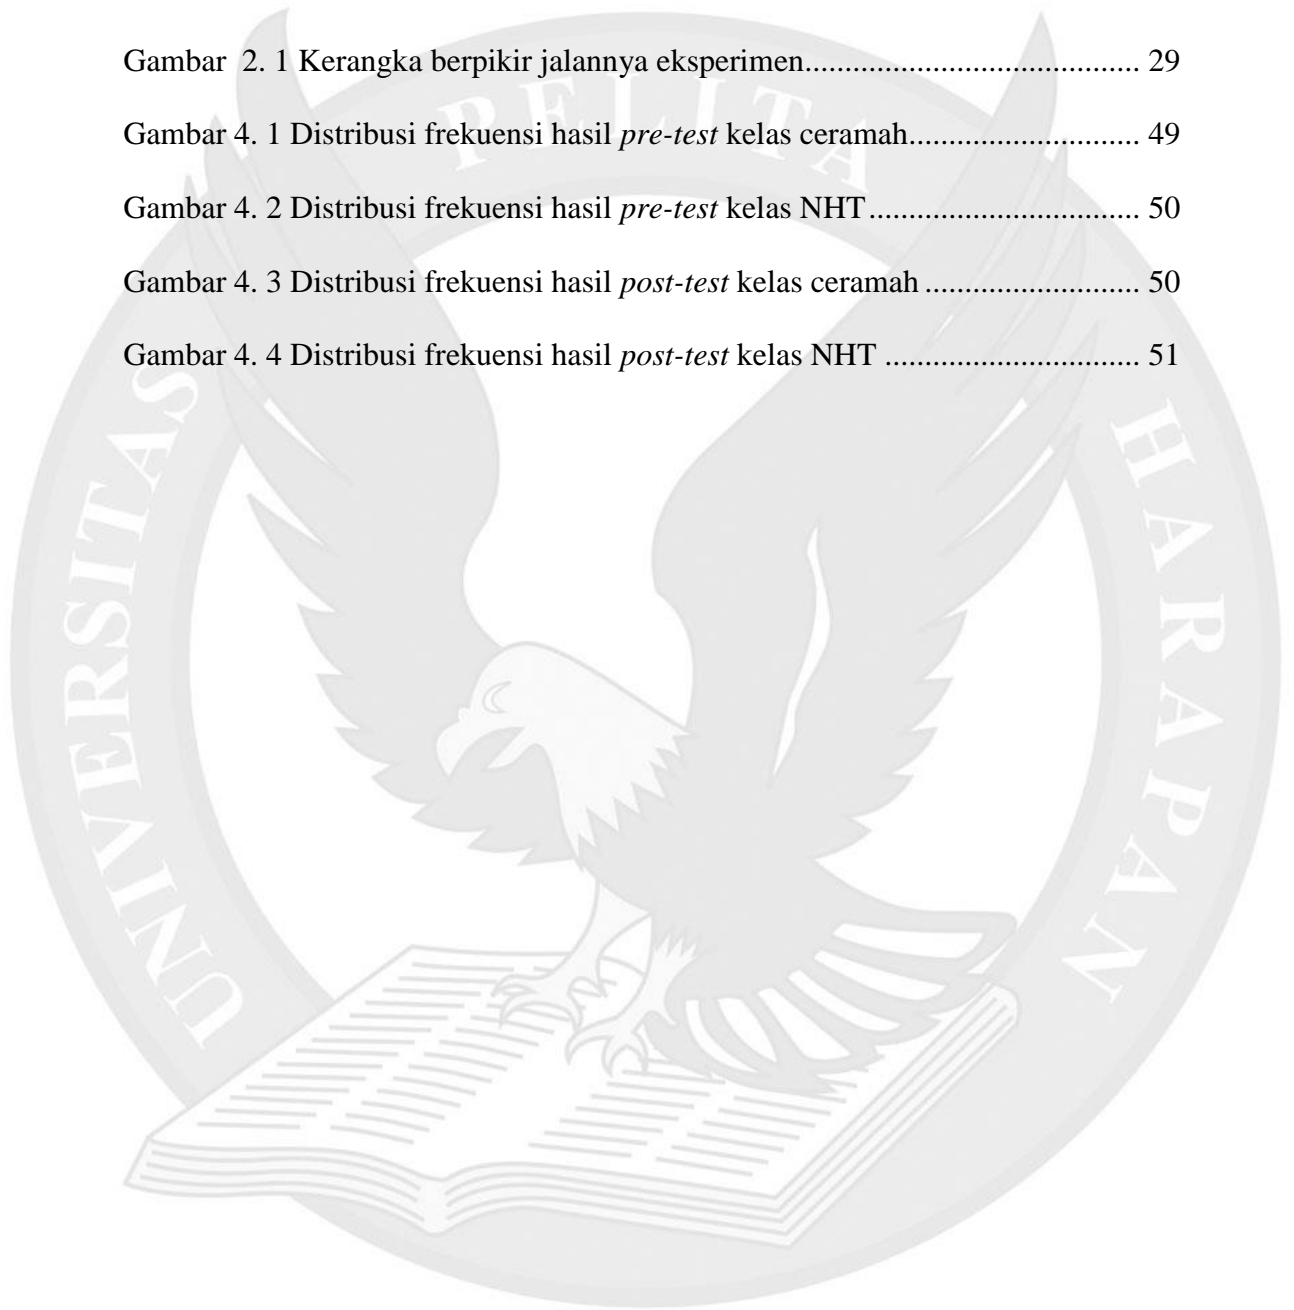 Gambar  2. 1 Kerangka berpikir jalannya eksperimen.......................................... 29
Gambar 4. 1 Distribusi frekuensi hasil pre-test kelas ceramah............................. 49
Gambar 4. 2 Distribusi frekuensi hasil pre-test kelas NHT.................................. 50
Gambar 4. 3 Distribusi frekuensi hasil post-test kelas ceramah ........................... 50
Gambar 4. 4 Distribusi frekuensi hasil post-test kelas NHT ................................ 51
UNIVERSITAS PELITA HARAPAN